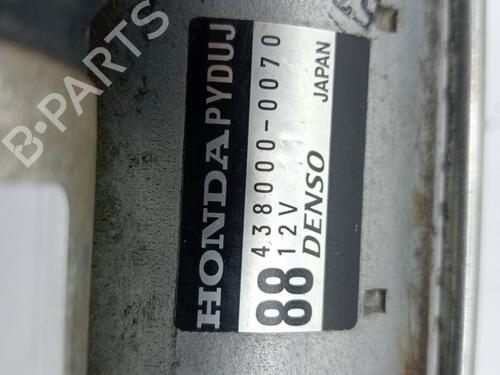 HONDA PYDUJ
88 438000-0070
12V JAPAN
DENSO
B-PARTS